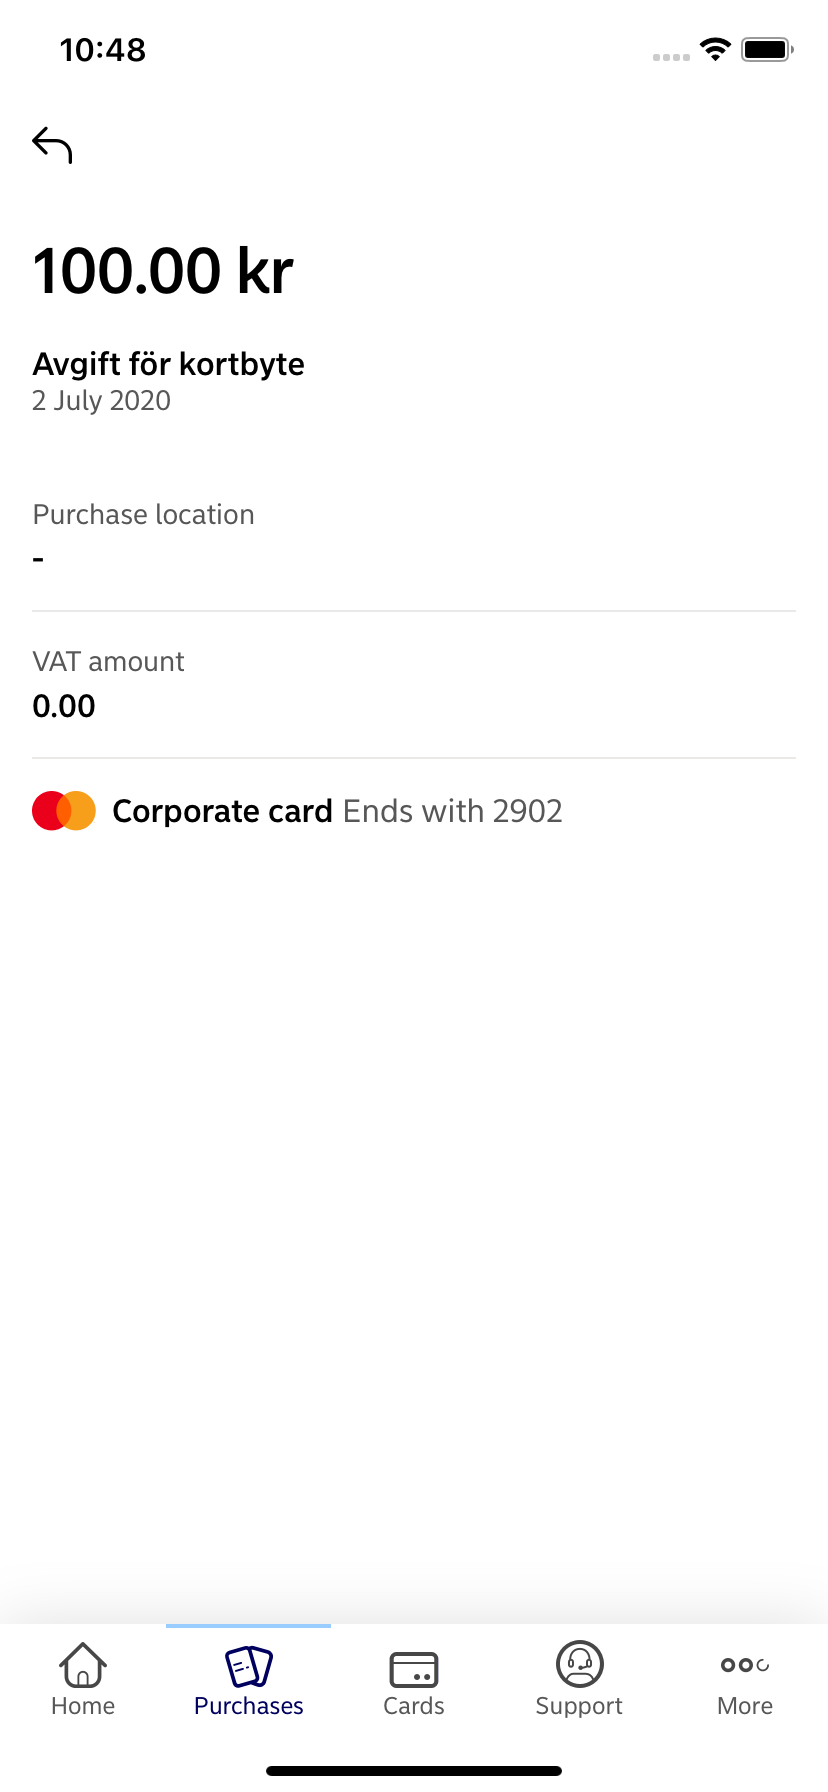 10:48
100.00 kr
Avgift för kortbyte
2 July 2020
Purchase location
-
VAT amount
0.00
Corporate card Ends with 2902
Home
Purchases
Cards
Support
More